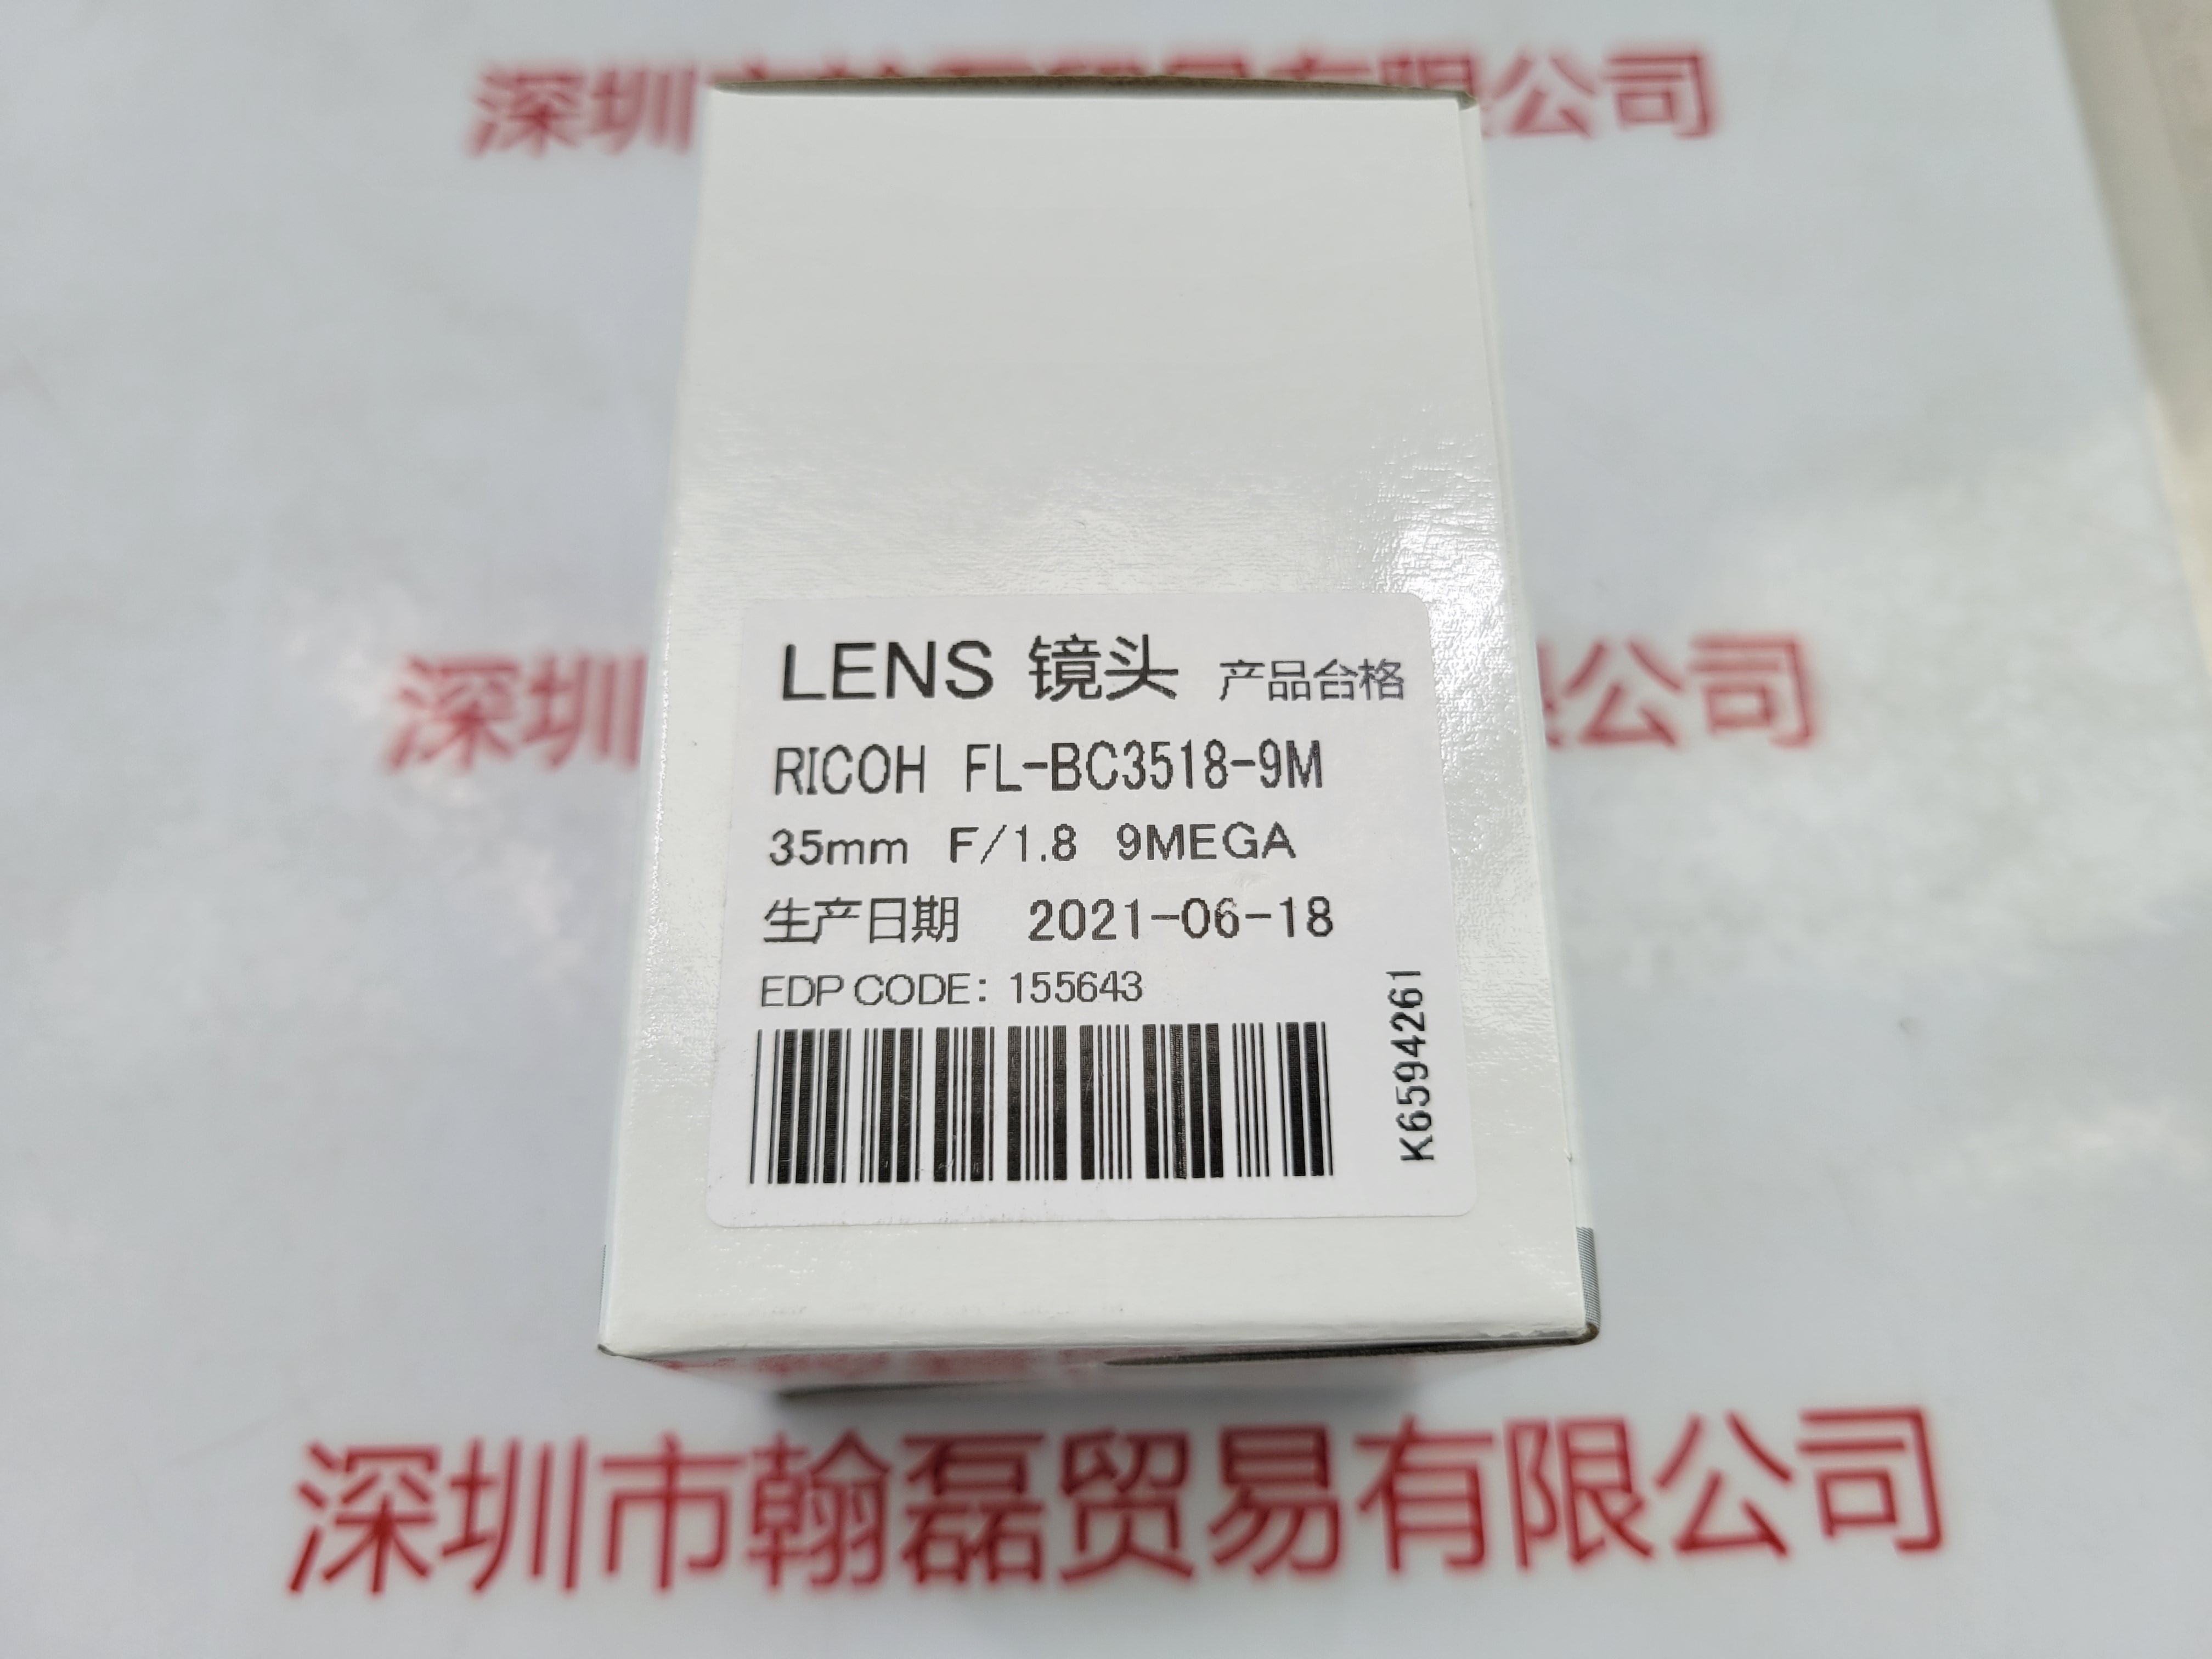 深圳 公司
LENS 镜头 产品合格
RICOH FL-BC3518-9M
35mm F/1.8 9MEGA
生产日期 2021-06-18
EDP CODE: 155643
K6594261
深圳 限公司
深圳市翰磊贸易有限公司